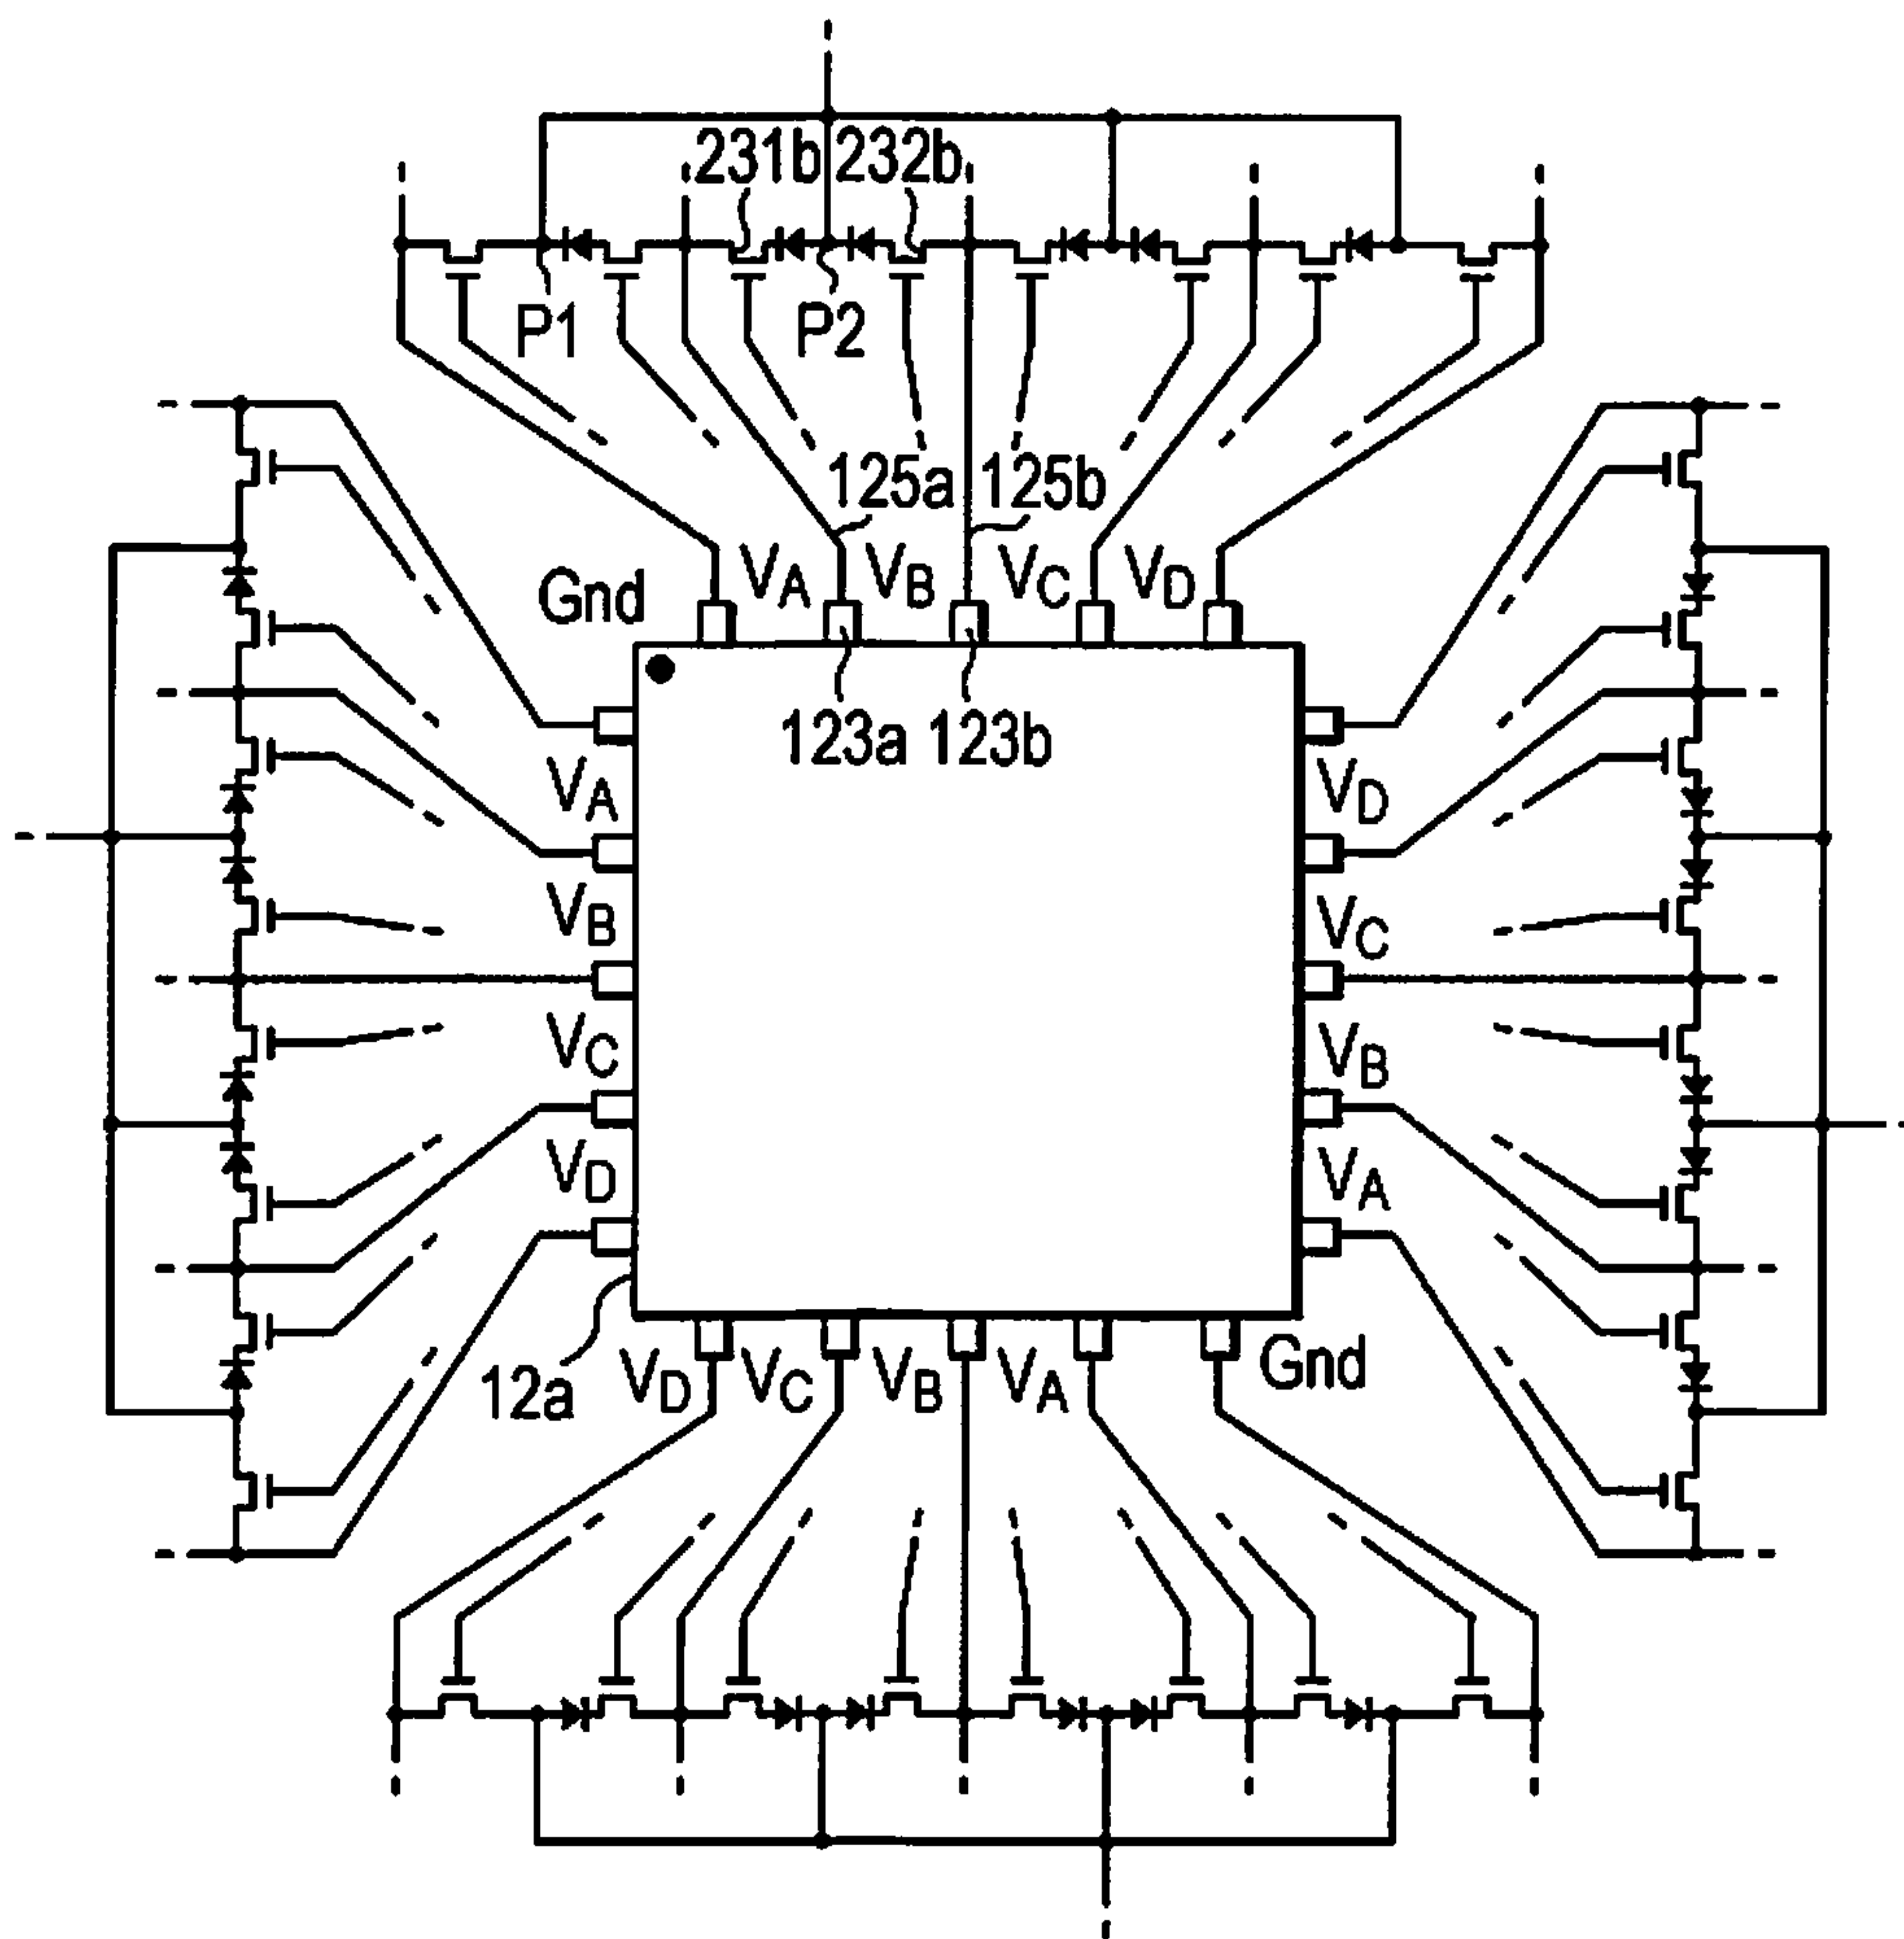 231b 232b
P1 P2
125a 125b
Gnd VA VB VC VD
123a 123b
VA VD
VB VC
VC VB
VD VA
12a VD VC VB VA Gnd